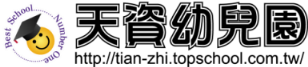 Best School Number One
天資幼兒園
http://tian-zhi.topschool.com.tw/